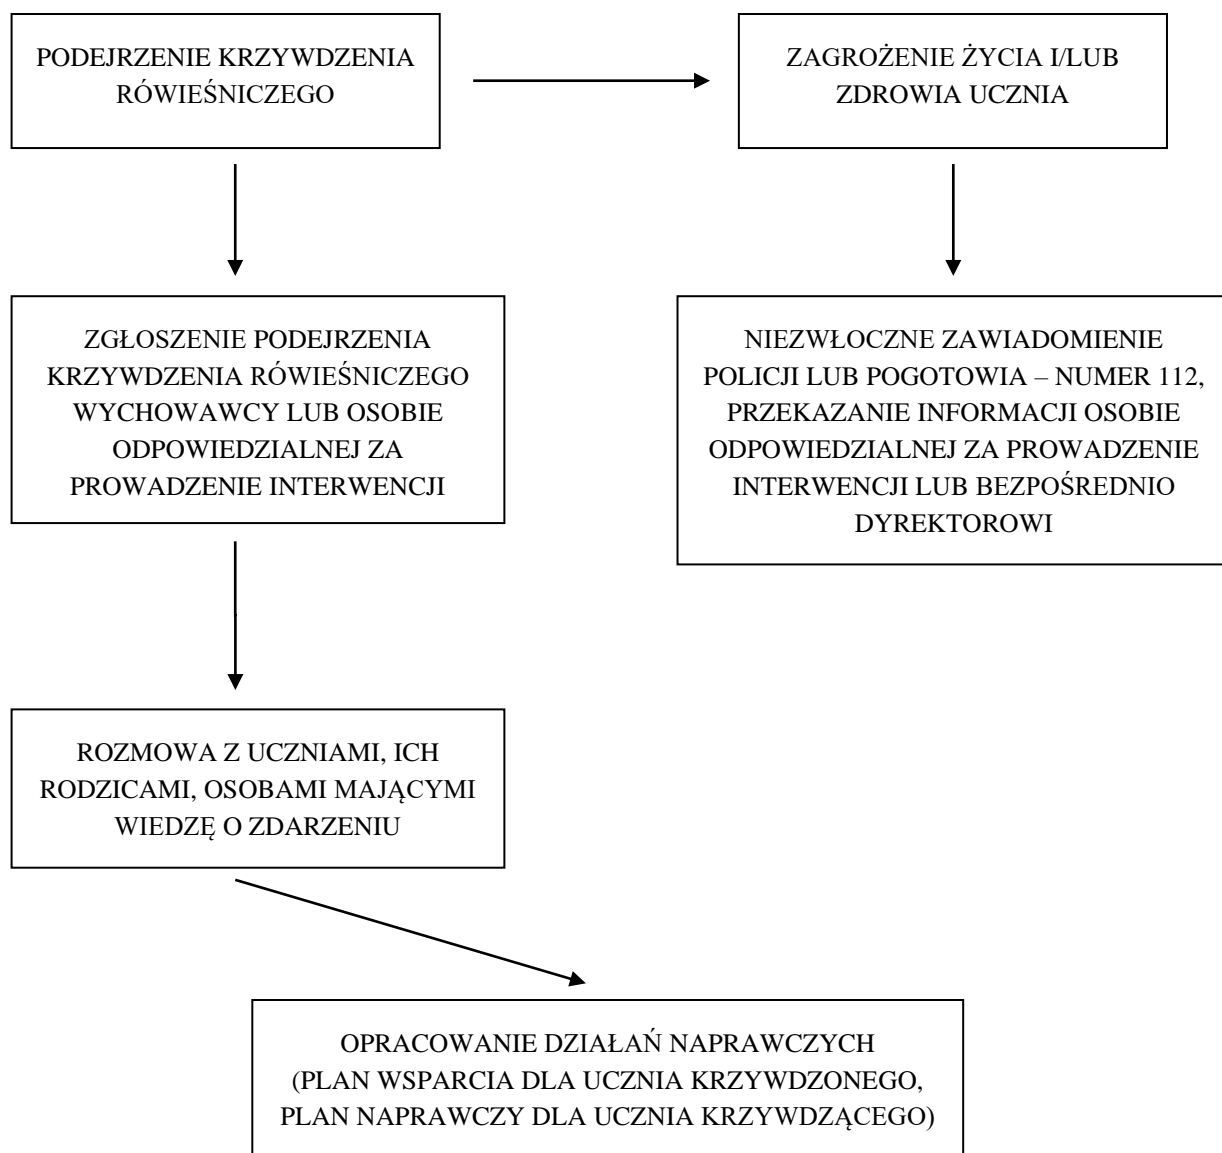 PODEJRZENIE KRZYWDZENIA
RÓWIEŚNICZEGO
ZAGROŻENIE ŻYCIA I/LUB
ZDROWIA UCZNIA
ZGŁOSZENIE PODEJRZENIA
KRZYWDZENIA RÓWIEŚNICZEGO
WYCHOWAWCY LUB OSOBIE
ODPOWIEDZIALNEJ ZA
PROWADZENIE INTERWENCJI
NIEZWŁOCZNE ZAWIADOMIENIE
POLICJI LUB POGOTOWIA – NUMER 112,
PRZEKAZANIE INFORMACJI OSOBIE
ODPOWIEDZIALNEJ ZA PROWADZENIE
INTERWENCJI LUB BEZPOŚREDNIO
DYREKTOROWI
ROZMOWA Z UCZNIAMI, ICH
RODZICAMI, OSOBAMI MAJĄCYMI
WIEDZĘ O ZDARZENIU
OPRACOWANIE DZIAŁAŃ NAPRAWCZYCH
(PLAN WSPARCIA DLA UCZNIA KRZYWDZONEGO,
PLAN NAPRAWCZY DLA UCZNIA KRZYWDZĄCEGO)